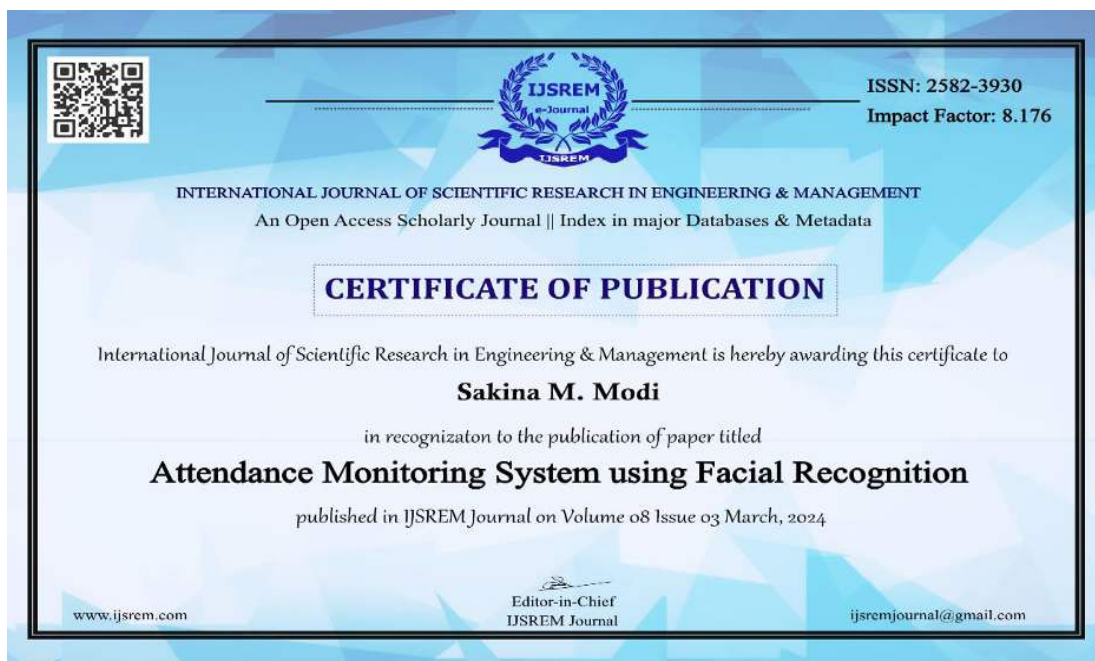 IJSREM
e-Journal
IJSREM
ISSN: 2582-3930
Impact Factor: 8.176
INTERNATIONAL JOURNAL OF SCIENTIFIC RESEARCH IN ENGINEERING & MANAGEMENT
An Open Access Scholarly Journal || Index in major Databases & Metadata
CERTIFICATE OF PUBLICATION
International Journal of Scientific Research in Engineering & Management is hereby awarding this certificate to
Sakina M. Modi
in recognizaton to the publication of paper titled
Attendance Monitoring System using Facial Recognition
published in IJSREM Journal on Volume 08 Issue 03 March, 2024
www.ijsrem.com
Editor-in-Chief
IJSREM Journal
ijsremjournal@gmail.com